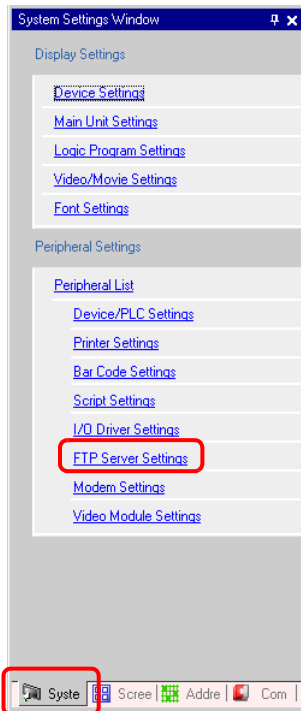 System Settings Window
Display Settings
Device Settings
Main Unit Settings
Logic Program Settings
Video/Movie Settings
Font Settings
Peripheral Settings
Peripheral List
Device/PLC Settings
Printer Settings
Bar Code Settings
Script Settings
I/O Driver Settings
FTP Server Settings
Modem Settings
Video Module Settings
Syste Scree Addre Com